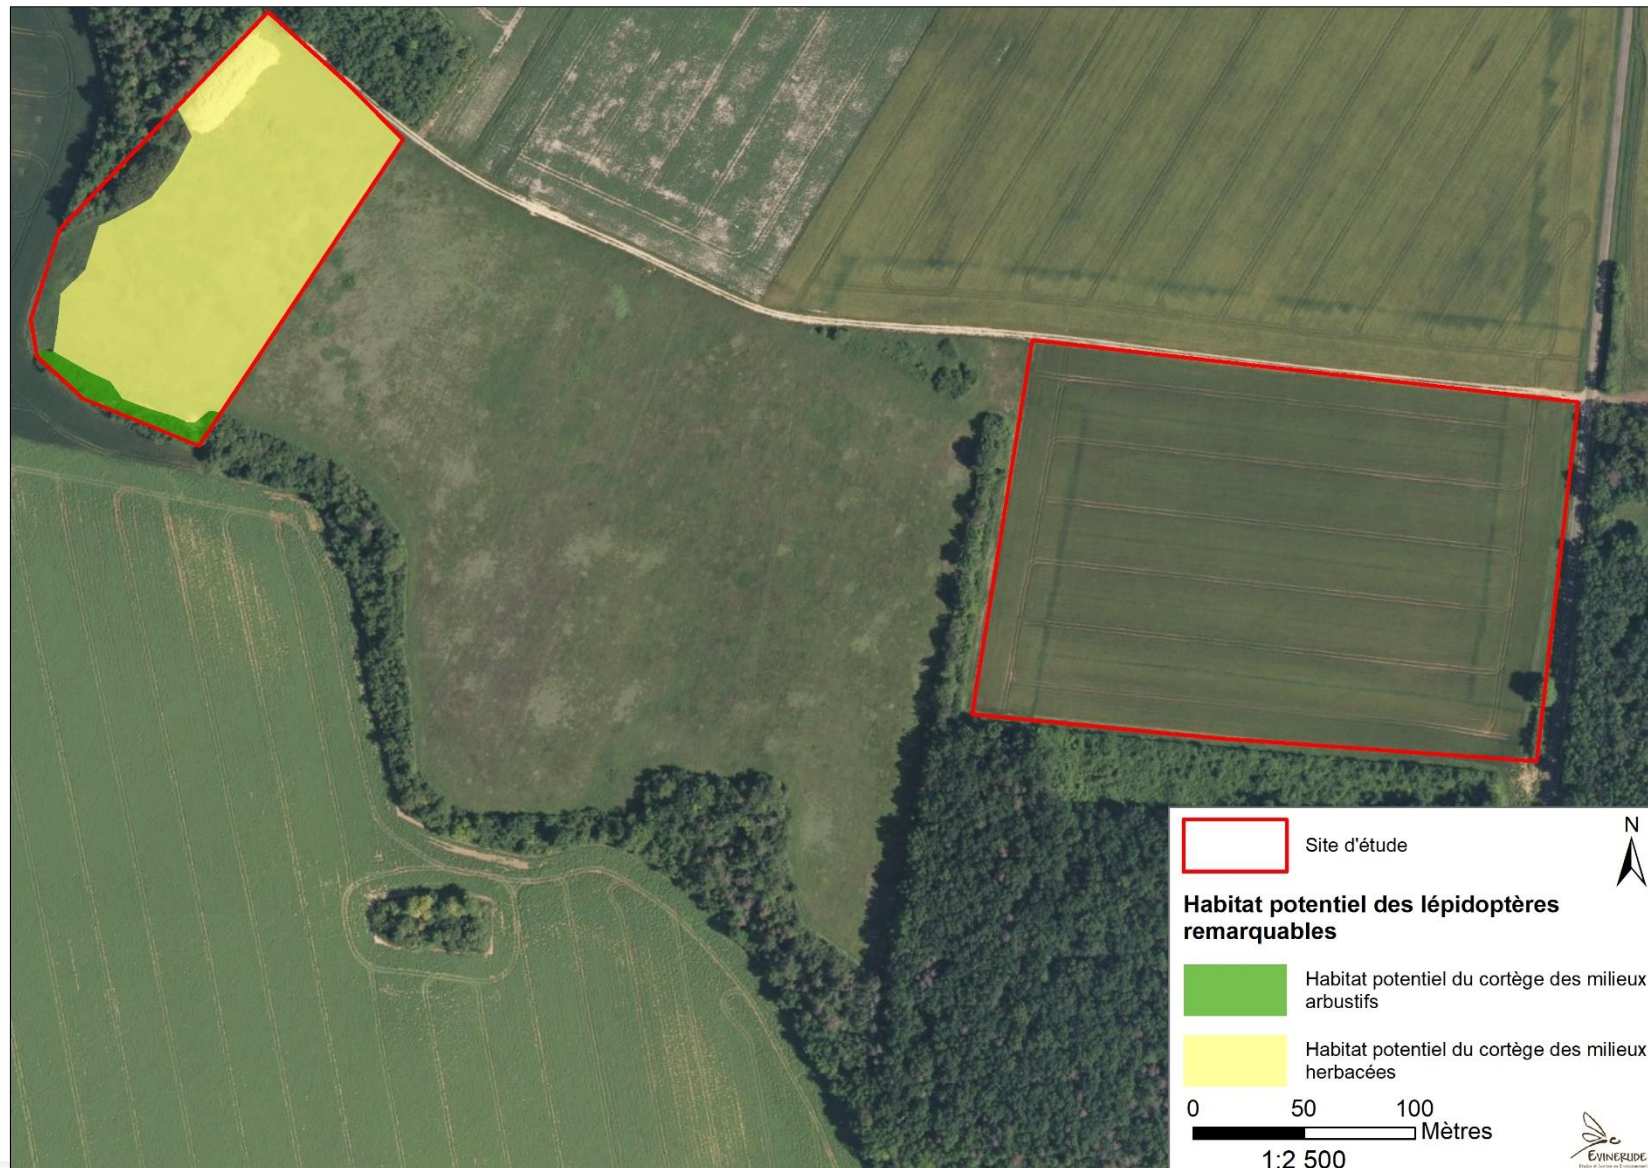 Site d'étude
N
Habitat potentiel des lépidoptères
remarquables
Habitat potentiel du cortège des milieux
arbustifs
Habitat potentiel du cortège des milieux
herbacées
0 50 100
Mètres
1:2 500
EVINERUDE